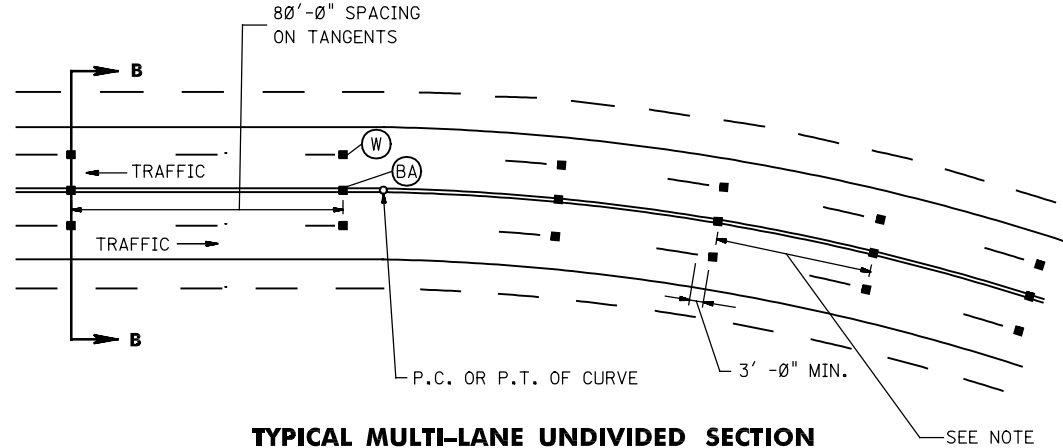 80'-0" SPACING
ON TANGENTS
B
W
TRAFFIC
BA
TRAFFIC
B
3' -0" MIN.
P.C. OR P.T. OF CURVE
TYPICAL MULTI-LANE UNDIVIDED SECTION
SEE NOTE